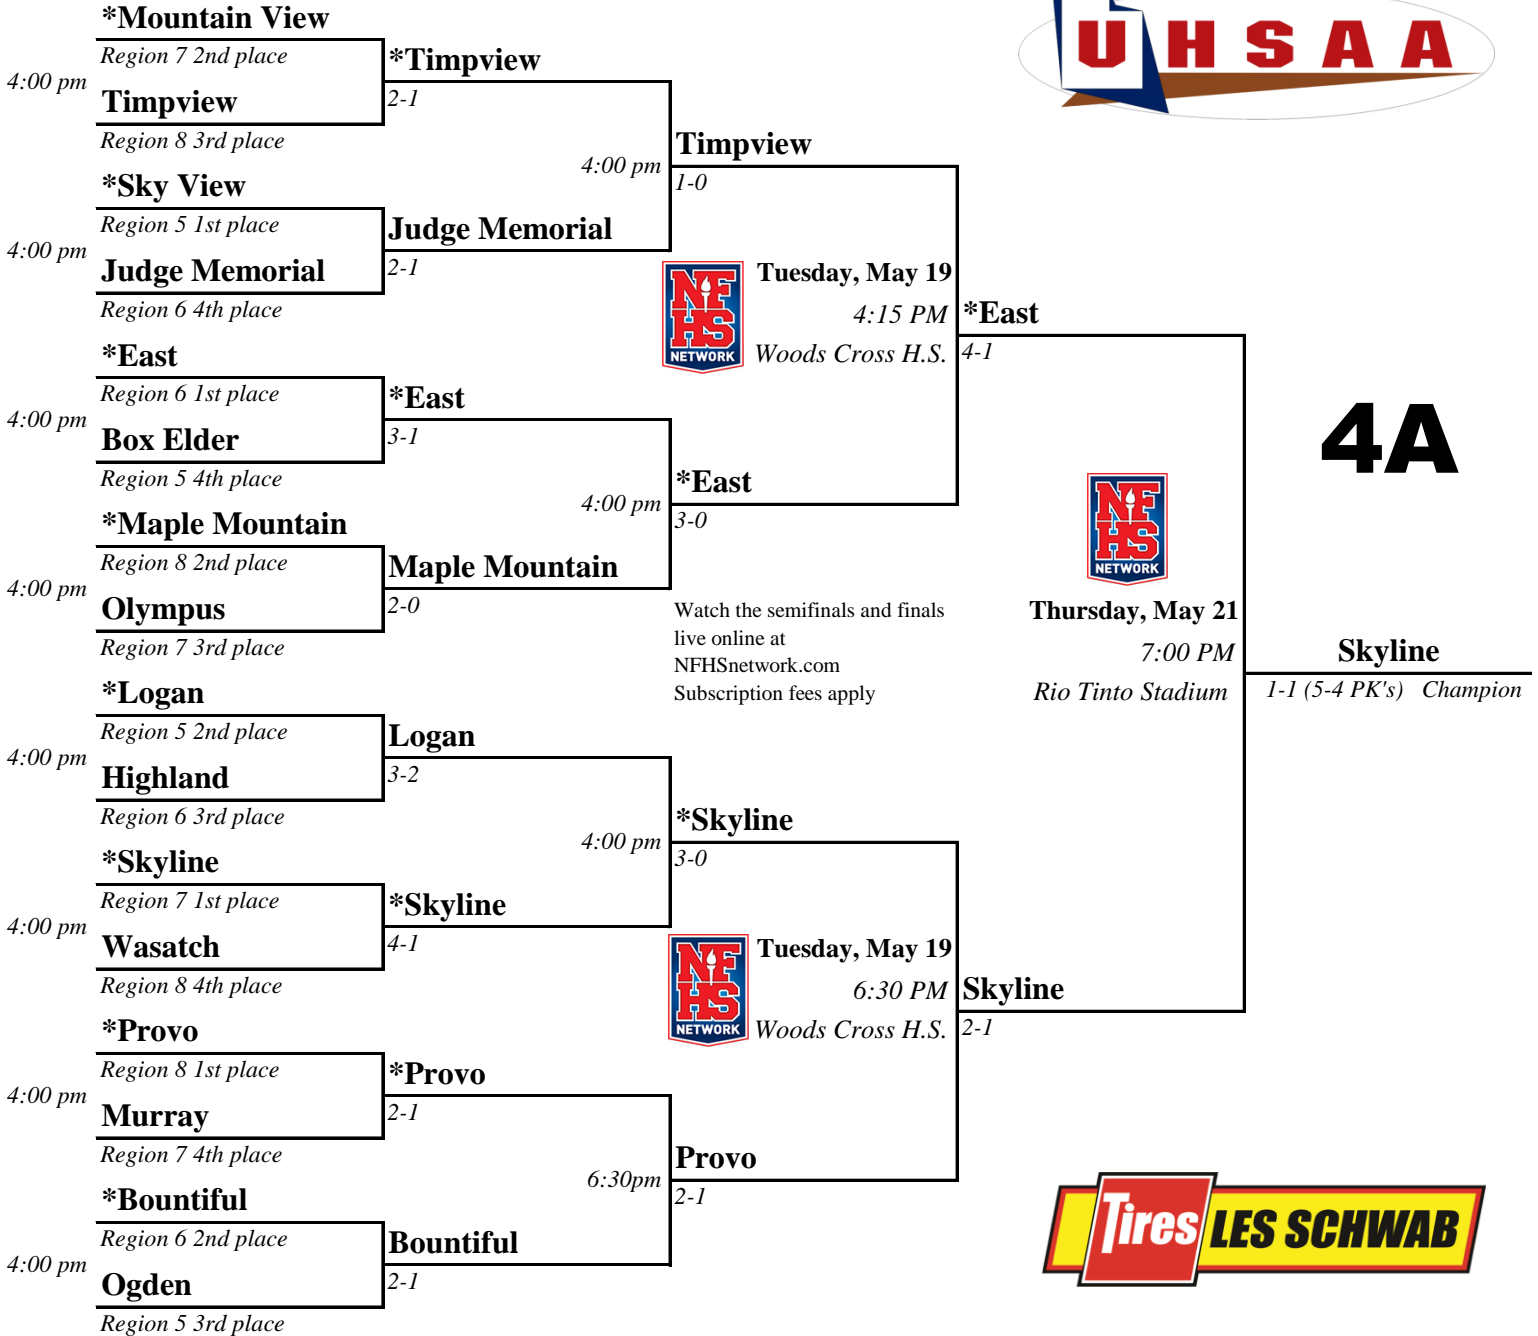 *Mountain View
Region 7 2nd place
4:00 pm
Timpview
Region 8 3rd place
*Sky View
Region 5 1st place
4:00 pm
Judge Memorial
Region 6 4th place
*East
Region 6 1st place
4:00 pm
Box Elder
Region 5 4th place
*Maple Mountain
Region 8 2nd place
4:00 pm
Olympus
Region 7 3rd place
*Logan
Region 5 2nd place
4:00 pm
Highland
Region 6 3rd place
*Skyline
Region 7 1st place
4:00 pm
Wasatch
Region 8 4th place
*Provo
Region 8 1st place
4:00 pm
Murray
Region 7 4th place
*Bountiful
Region 6 2nd place
4:00 pm
Ogden
Region 5 3rd place
*Timpview
2-1
Judge Memorial
2-1
*East
3-1
Maple Mountain
2-0
Logan
3-2
*Skyline
4-1
*Provo
2-1
Bountiful
2-1
4:00 pm
Timpview
1-0
4:00 pm
*East
3-0
4:00 pm
*Skyline
3-0
6:30pm
Provo
2-1
NF
HS
NETWORK
Tuesday, May 19
4:15 PM
Woods Cross H.S.
Watch the semifinals and finals
live online at
NFHSnetwork.com
Subscription fees apply
NF
HS
NETWORK
Tuesday, May 19
6:30 PM
Woods Cross H.S.
*East
4-1
Skyline
2-1
UHSAA
4A
NF
HS
NETWORK
Thursday, May 21
7:00 PM
Rio Tinto Stadium
Skyline
1-1 (5-4 PK's) Champion
Tires LES SCHWAB